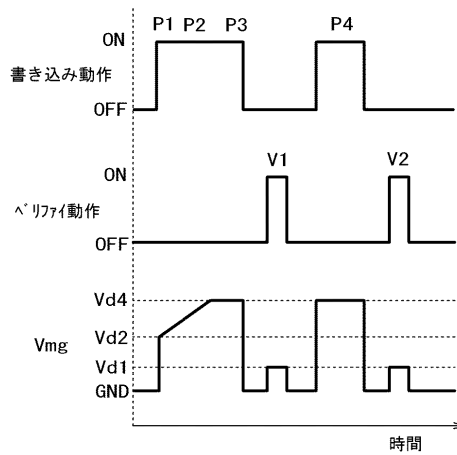 P1 P2 P3 P4
ON
書き込み動作
OFF
V1 V2
ON
ﾍﾞﾘﾌｧｲ動作
OFF
Vd4
Vd2
Vmg
Vd1
GND
時間